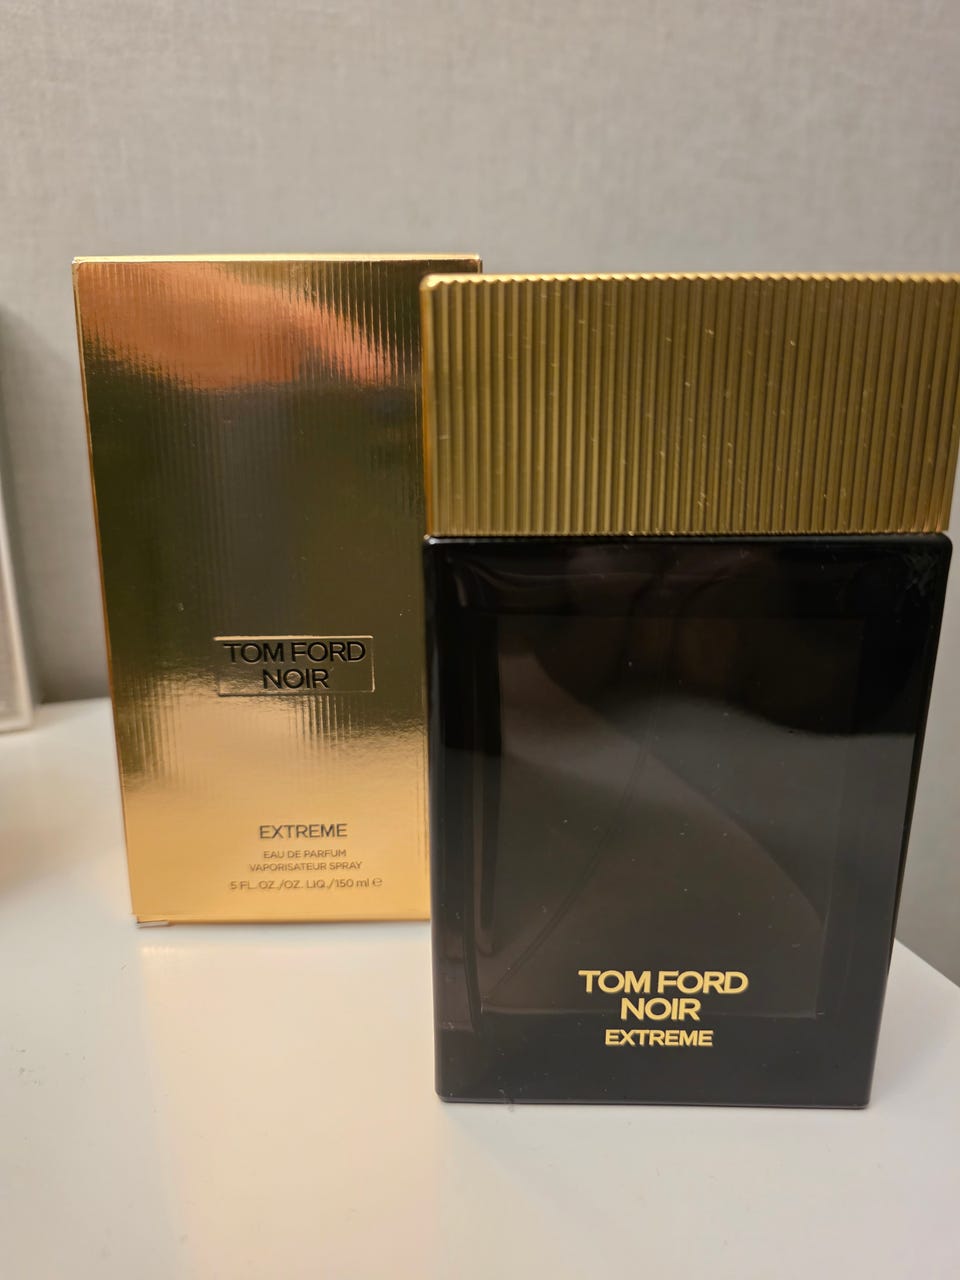 TOM FORD
NOIR
EXTREME
EAU DE PARFUM
VAPORISATEUR SPRAY
5 FL.OZ./OZ. LIQ./150 ml ℮
TOM FORD
NOIR
EXTREME